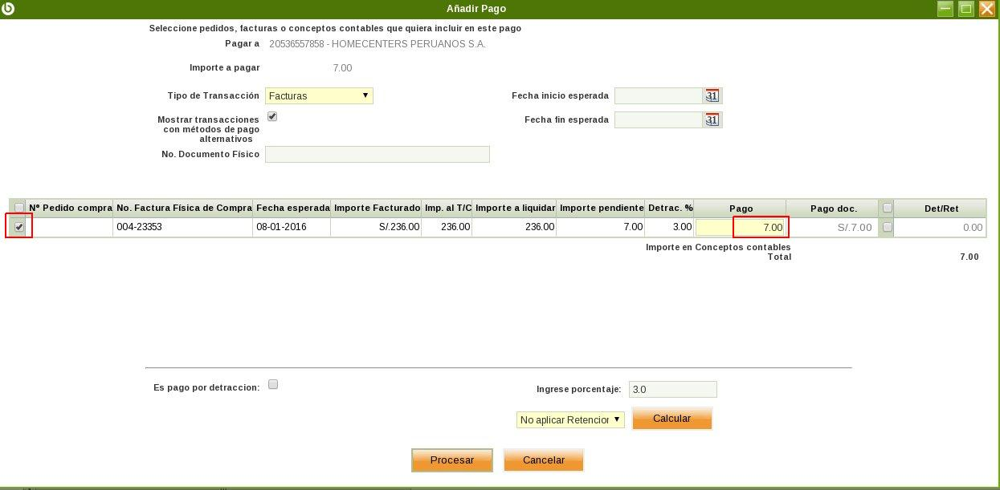 Añadir Pago
Seleccione pedidos, facturas o conceptos contables que quiera incluir en este pago
Pagar a 20536557858 - HOMECENTERS PERUANOS S.A.
Importe a pagar 7.00
Tipo de Transacción Facturas Fecha inicio esperada 31
Mostrar transacciones con métodos de pago alternativos Fecha fin esperada 31
No. Documento Físico
Nº Pedido compra No. Factura Física de Compra Fecha esperada Importe Facturado Imp. al T/C Importe a liquidar Importe pendiente Detrac. % Pago Pago doc. Det/Ret
004-23353 08-01-2016 S/.236.00 236.00 236.00 7.00 3.00 7.00 S/.7.00 0.00
Importe en Conceptos contables
Total 7.00
Es pago por detraccion: Ingrese porcentaje: 3.0
No aplicar Retencion Calcular
Procesar Cancelar